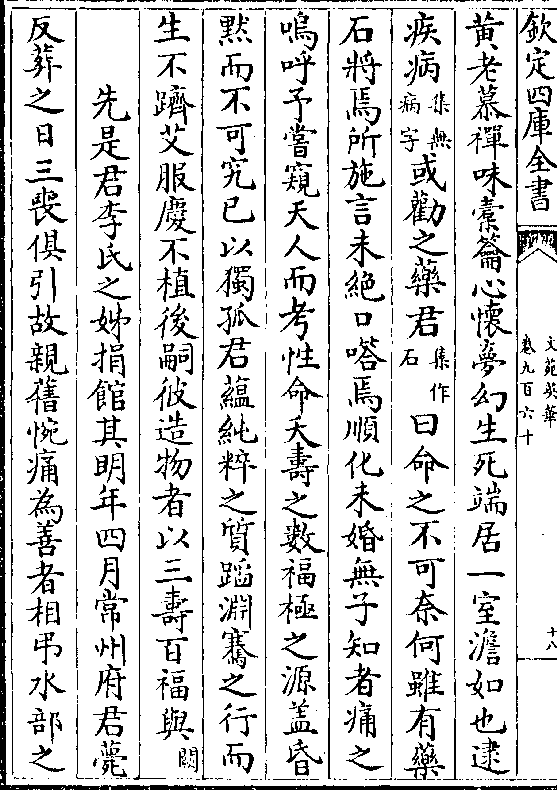 欽定四庫全書
文苑英華
卷九百六十
十八
黄老慕禪味橐籥心懐夢幻生死端居一室澹如也逮
疾病集無病字或勸之藥君集作石曰命之不可奈何雖有藥
石將焉所施言未絶口嗒焉順化未婚無子知者痛之
嗚呼予嘗窺天人而考性命夭壽之數福極之源盖昏
黙而不可究已以獨孤君藴純粹之質蹈淵騫之行而
生不躋艾服慶不植後嗣彼造物者以三壽百福與闕
先是君李氏之姊捐館其明年四月常州府君薨
反葬之日三喪俱引故親舊惋痛為善者相弔水部之